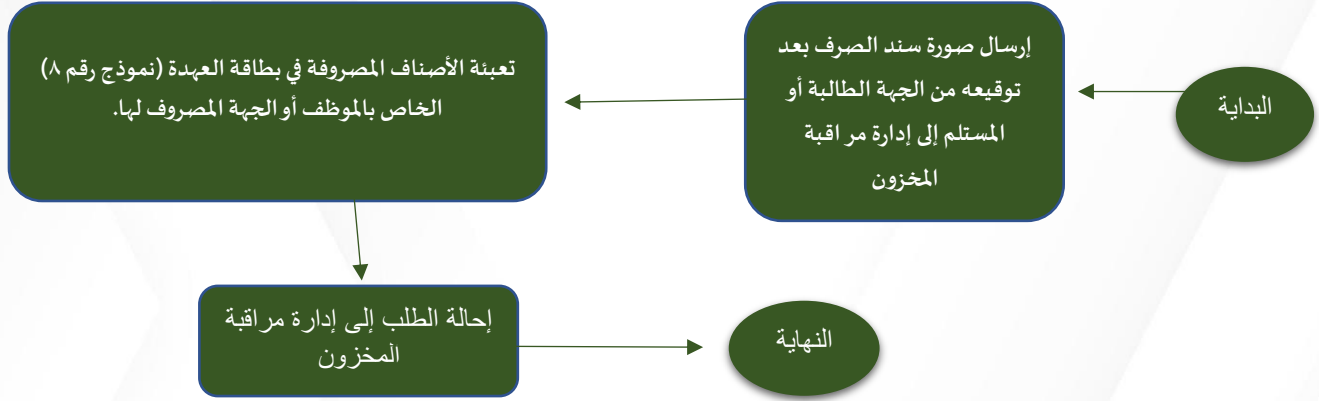 البداية
إرسال صورة سند الصرف بعد
توقيعه من الجهة الطالبة أو
المستلم إلى إدارة مراقبة
المخزون
تعبئة الأصناف المصروفة في بطاقة العهدة (نموذج رقم ٨)
الخاص بالموظف أو الجهة المصروف لها.
إحالة الطلب إلى إدارة مراقبة
المخزون
النهاية